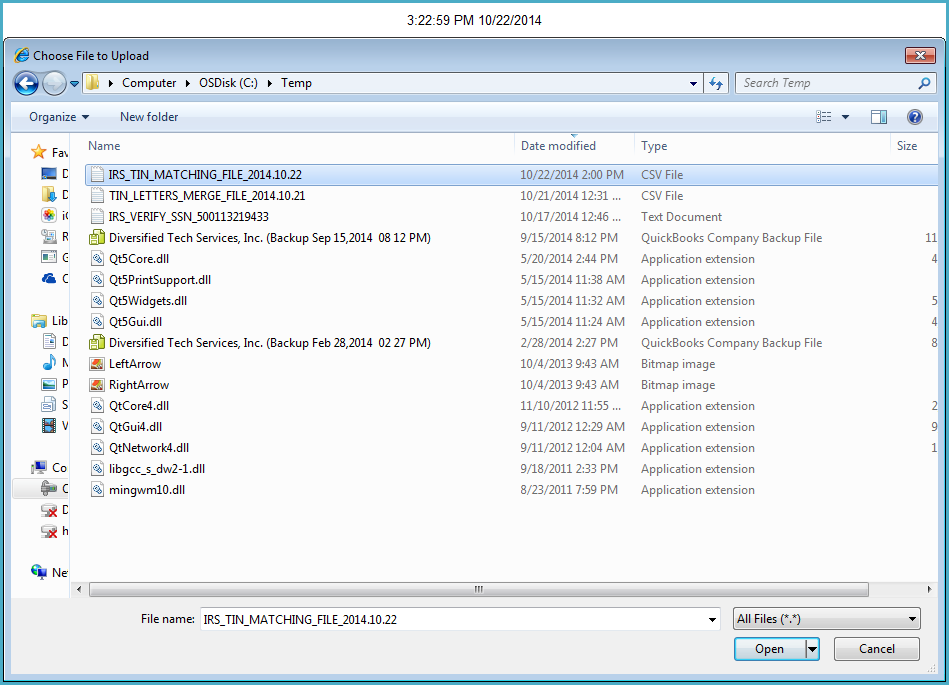 3:22:59 PM 10/22/2014
Choose File to Upload
Computer OSDisk (C:) Temp
Search Temp
Organize New folder
Name Date modified Type Size
Fav
IRS_TIN_MATCHING_FILE_2014.10.22 10/22/2014 2:00 PM CSV File
TIN_LETTERS_MERGE_FILE_2014.10.21 10/21/2014 12:31 ... CSV File
IRS_VERIFY_SSN_500113219433 10/17/2014 12:46 ... Text Document
Diversified Tech Services, Inc. (Backup Sep 15,2014 08 12 PM) 9/15/2014 8:12 PM QuickBooks Company Backup File 11
Qt5Core.dll 5/20/2014 2:44 PM Application extension 4
Qt5PrintSupport.dll 5/15/2014 11:38 AM Application extension
Qt5Widgets.dll 5/15/2014 11:32 AM Application extension 5
Lib
Qt5Gui.dll 5/15/2014 11:24 AM Application extension 4
Diversified Tech Services, Inc. (Backup Feb 28,2014 02 27 PM) 2/28/2014 2:27 PM QuickBooks Company Backup File 8
LeftArrow 10/4/2013 9:43 AM Bitmap image
RightArrow 10/4/2013 9:43 AM Bitmap image
QtCore4.dll 11/10/2012 11:55 ... Application extension 2
QtGui4.dll 9/11/2012 12:29 AM Application extension 9
QtNetwork4.dll 9/11/2012 12:04 AM Application extension 1
Co
libgcc_s_dw2-1.dll 9/18/2011 2:33 PM Application extension
mingwm10.dll 8/23/2011 7:59 PM Application extension
Net
File name: IRS_TIN_MATCHING_FILE_2014.10.22 All Files (*.*)
Open Cancel